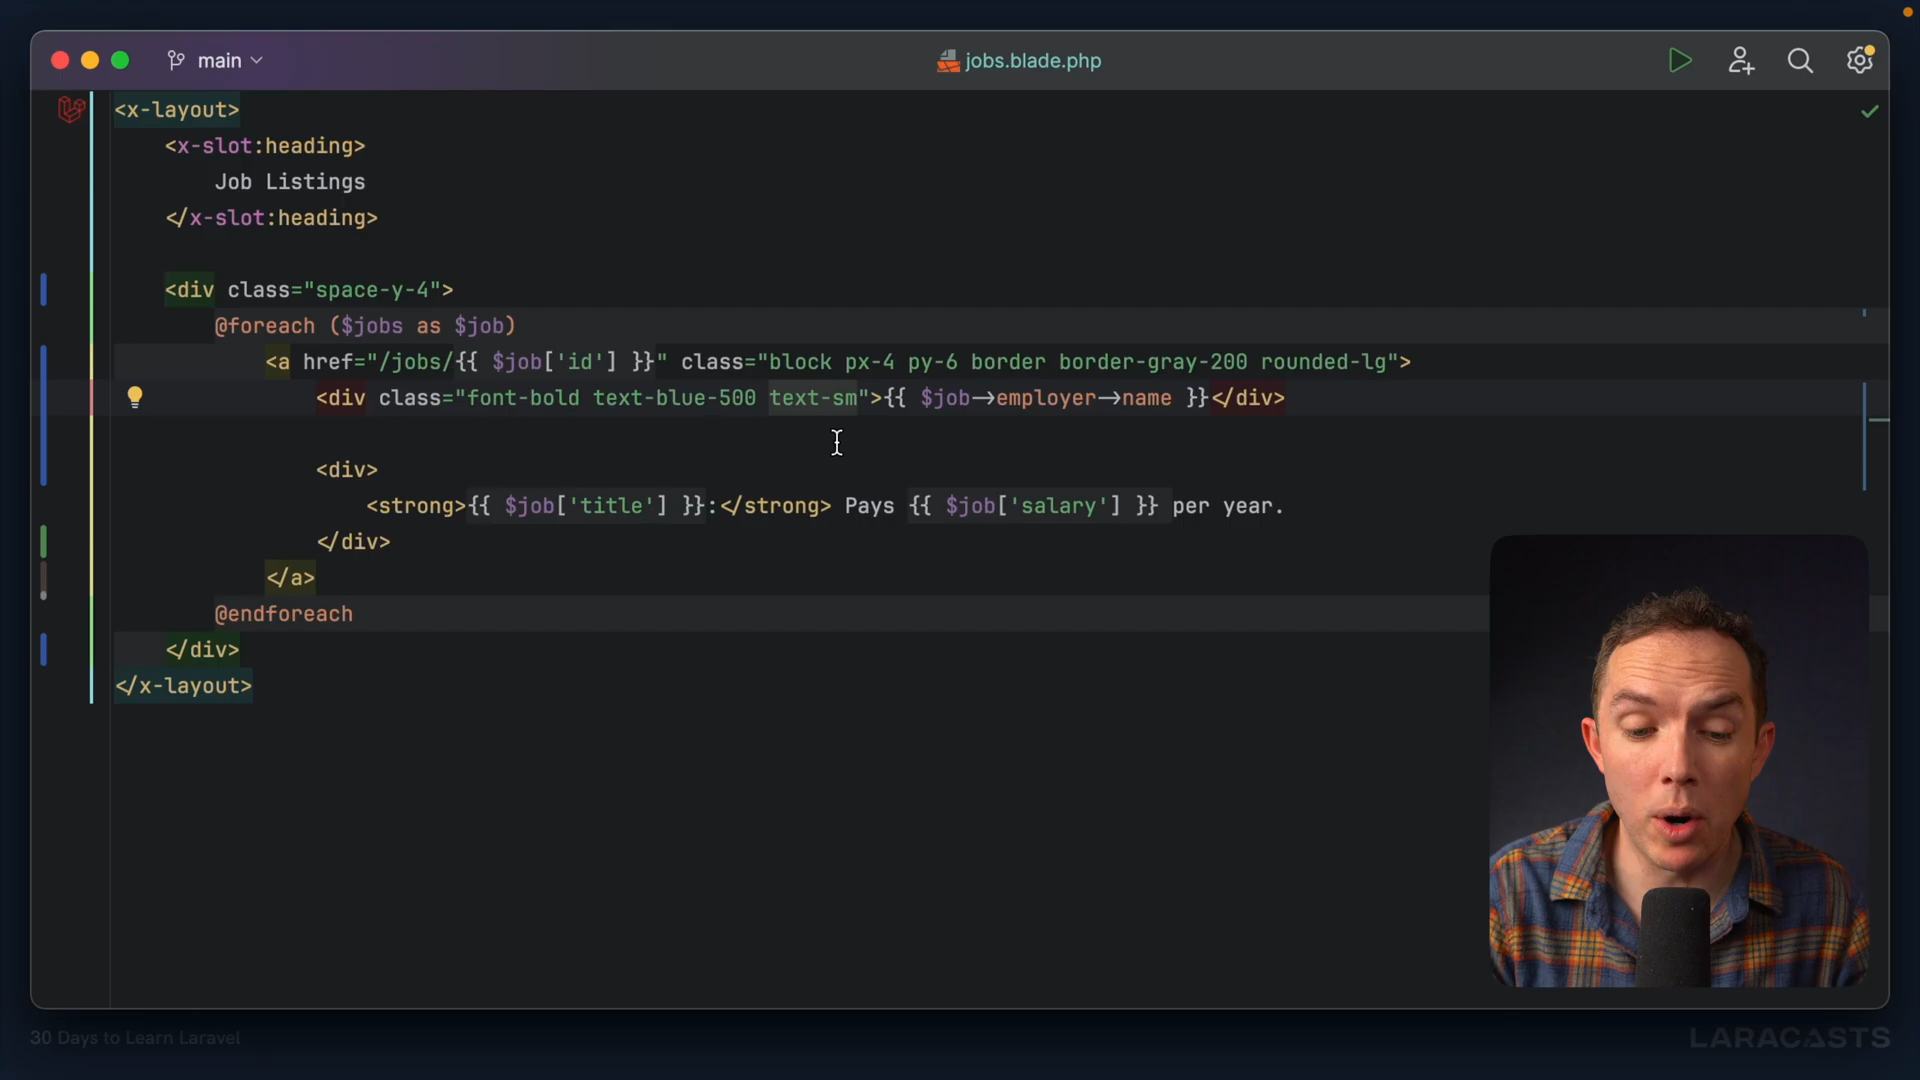 main
jobs.blade.php
<x-layout>
<x-slot:heading>
Job Listings
</x-slot:heading>
<div class="space-y-4">
@foreach ($jobs as $job)
<a href="/jobs/{{ $job['id'] }}" class="block px-4 py-6 border border-gray-200 rounded-lg">
<div class="font-bold text-blue-500 text-sm">{{ $job->employer->name }}</div>
<div>
<strong>{{ $job['title'] }}:</strong> Pays {{ $job['salary'] }} per year.
</div>
</a>
@endforeach
</div>
</x-layout>
30 Days to Learn Laravel
LARACASTS